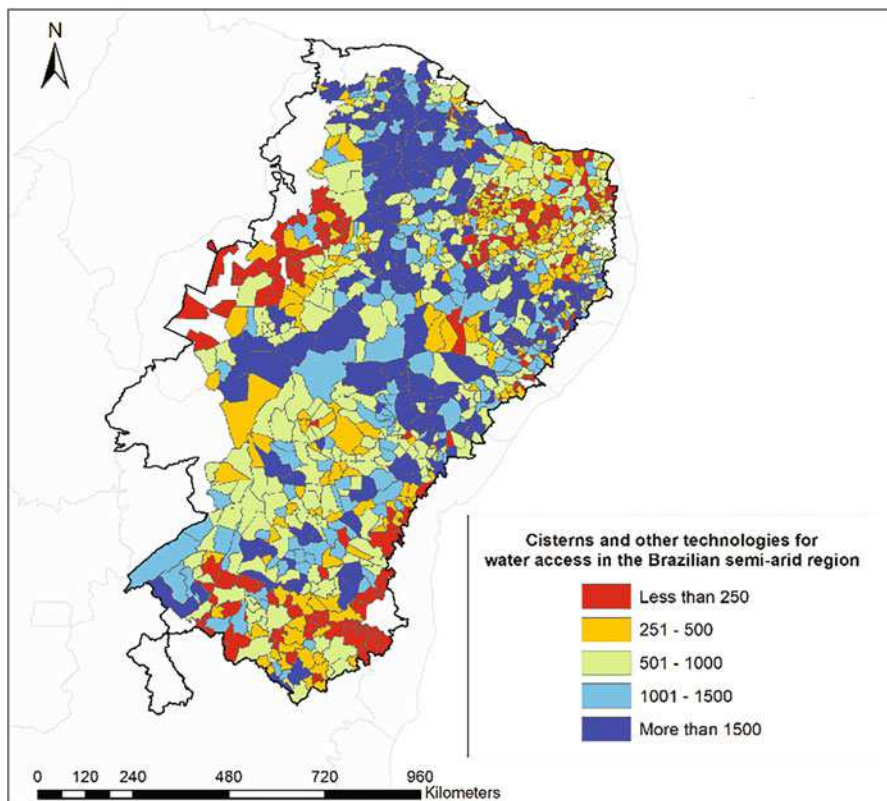 N
Cisterns and other technologies for
water access in the Brazilian semi-arid region
Less than 250
251 - 500
501 - 1000
1001 - 1500
More than 1500
0 120 240 480 720 960
Kilometers